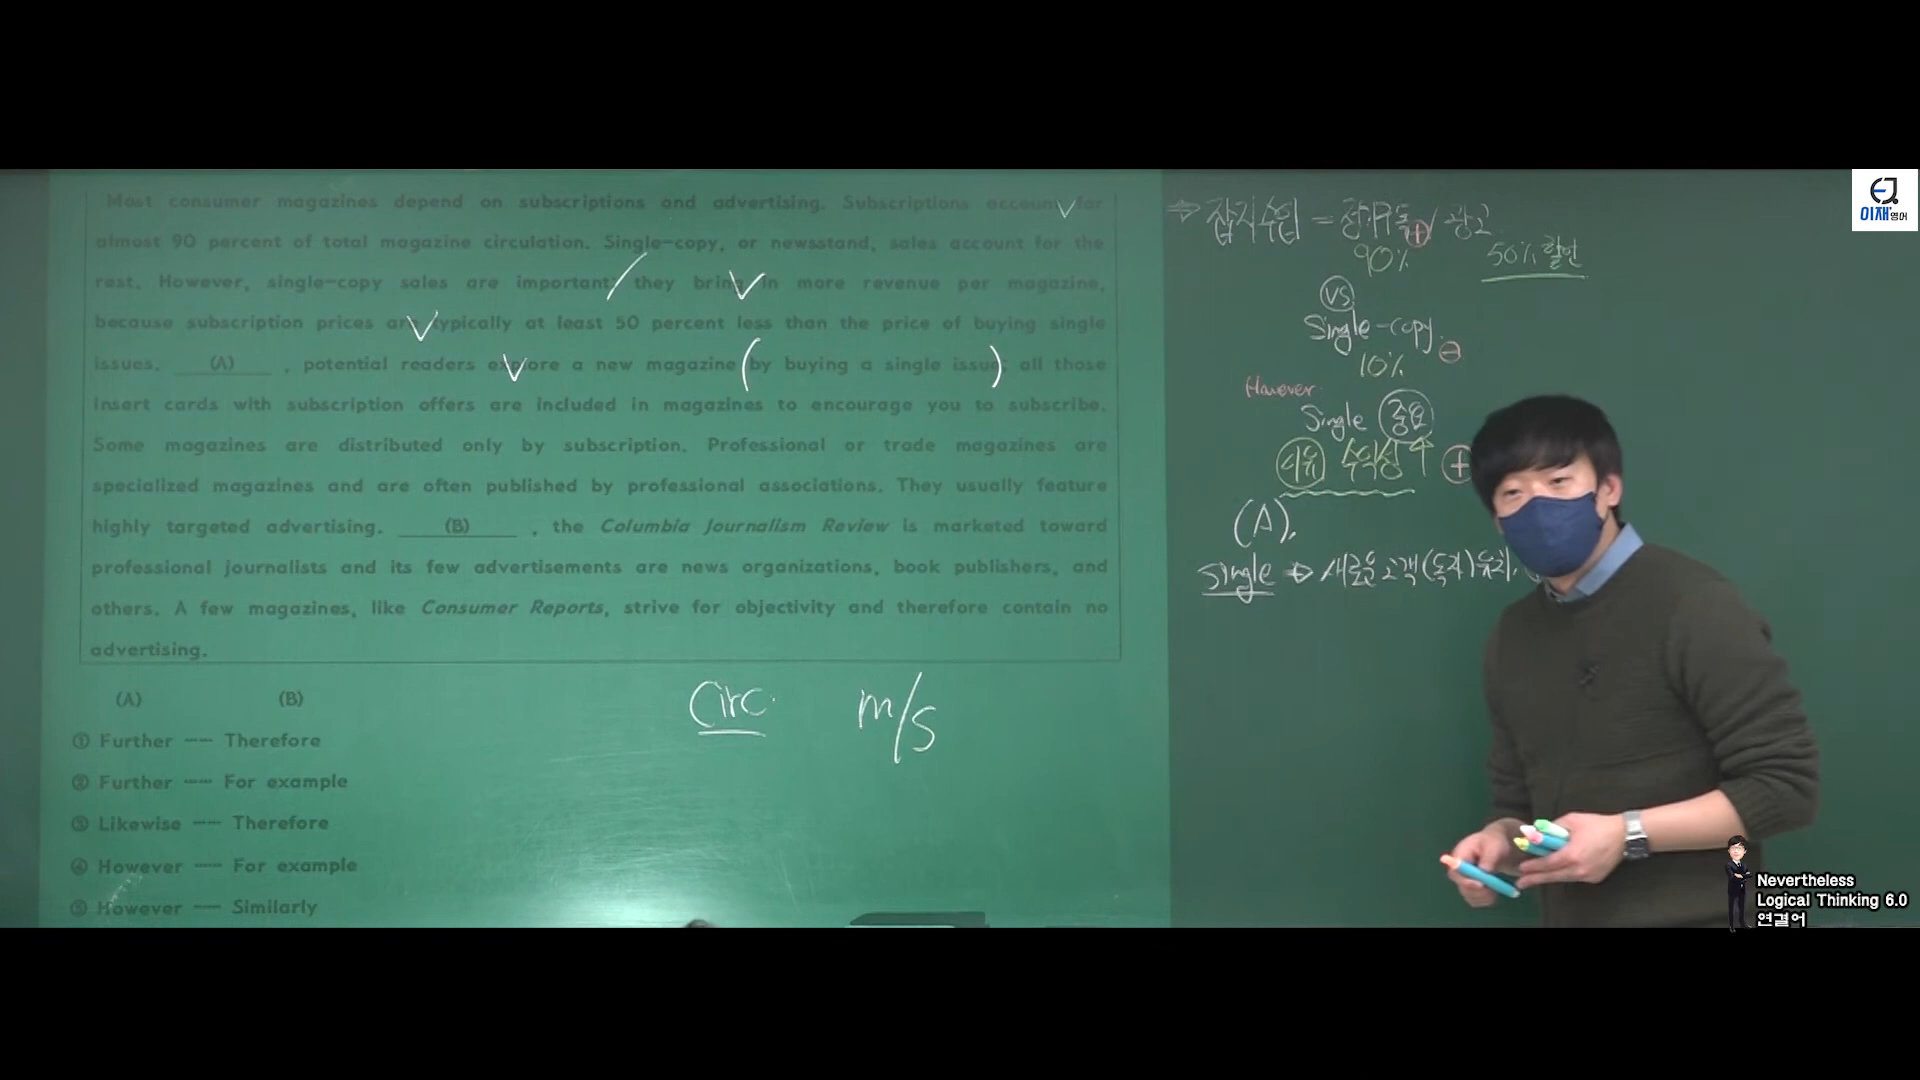 Most consumer magazines depend on subscriptions and advertising. Subscriptions account for
almost 90 percent of total magazine circulation. Single-copy, or newsstand, sales account for the
rest. However, single-copy sales are important; they bring in more revenue per magazine,
because subscription prices are typically at least 50 percent less than the price of buying single
issues. (A) , potential readers explore a new magazine by buying a single issue; all those
insert cards with subscription offers are included in magazines to encourage you to subscribe.
Some magazines are distributed only by subscription. Professional or trade magazines are
specialized magazines and are often published by professional associations. They usually feature
highly targeted advertising. (B) , the Columbia Journalism Review is marketed toward
professional journalists and its few advertisements are news organizations, book publishers, and
others. A few magazines, like Consumer Reports, strive for objectivity and therefore contain no
advertising.
(A) (B)
① Further ── Therefore
② Further ── For example
③ Likewise ── Therefore
④ However ── For example
⑤ However ── Similarly
Circ.
m/s
⇒ 잡지수입 = 정기구독 / 광고
90% 50% 할인
VS
Single-copy
10%
However
Single 중요
이유 수익성↑
(A),
Single ⇒ 새로운 고객(독자)유치.
EJ
이재영어
Nevertheless
Logical Thinking 6.0
연결어